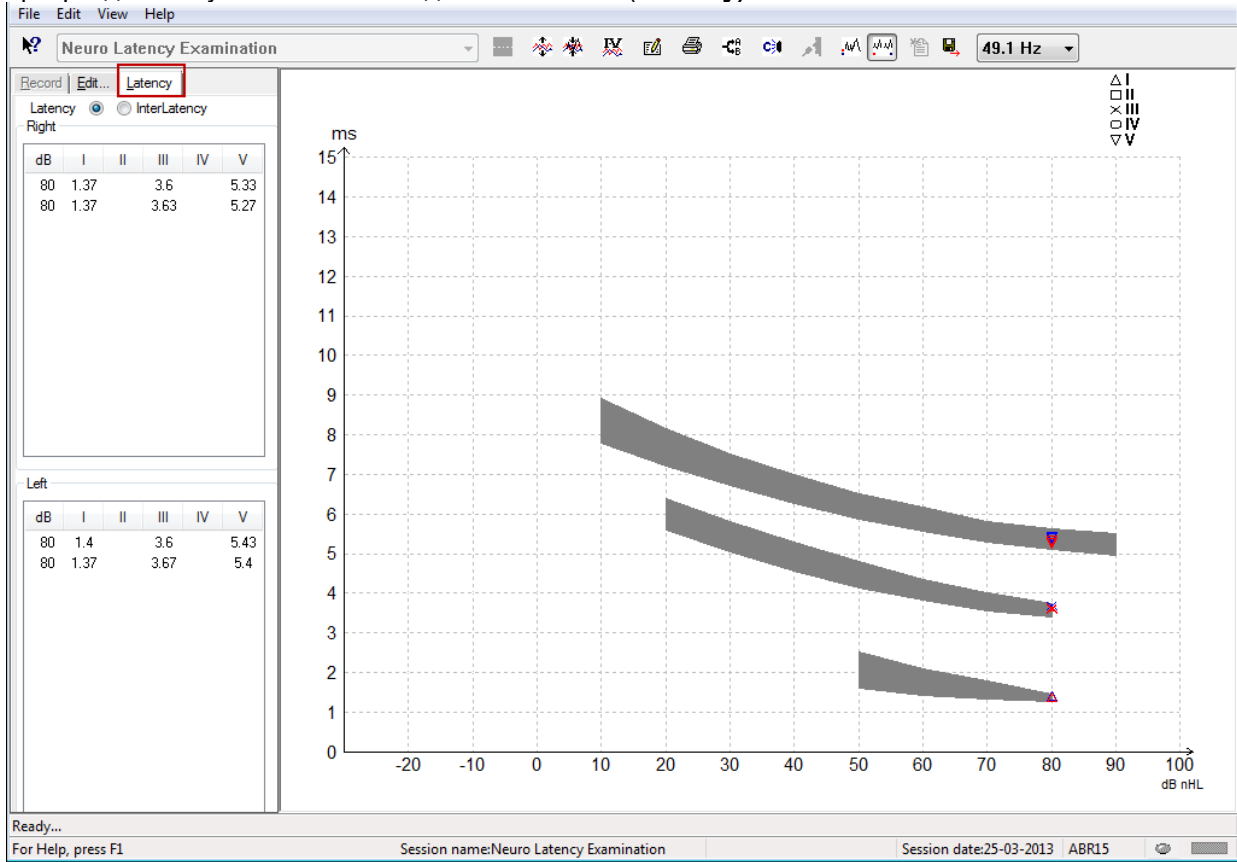 File Edit View Help
Neuro Latency Examination
49.1 Hz
Record Edit... Latency
Latency InterLatency
Right
dB I II III IV V
80 1.37 3.6 5.33
80 1.37 3.63 5.27
Left
dB I II III IV V
80 1.4 3.6 5.43
80 1.37 3.67 5.4
I
II
III
IV
V
ms
15
14
13
12
11
10
9
8
7
6
5
4
3
2
1
0
-20 -10 0 10 20 30 40 50 60 70 80 90 100
dB nHL
Ready...
For Help, press F1 Session name:Neuro Latency Examination Session date:25-03-2013 ABR15